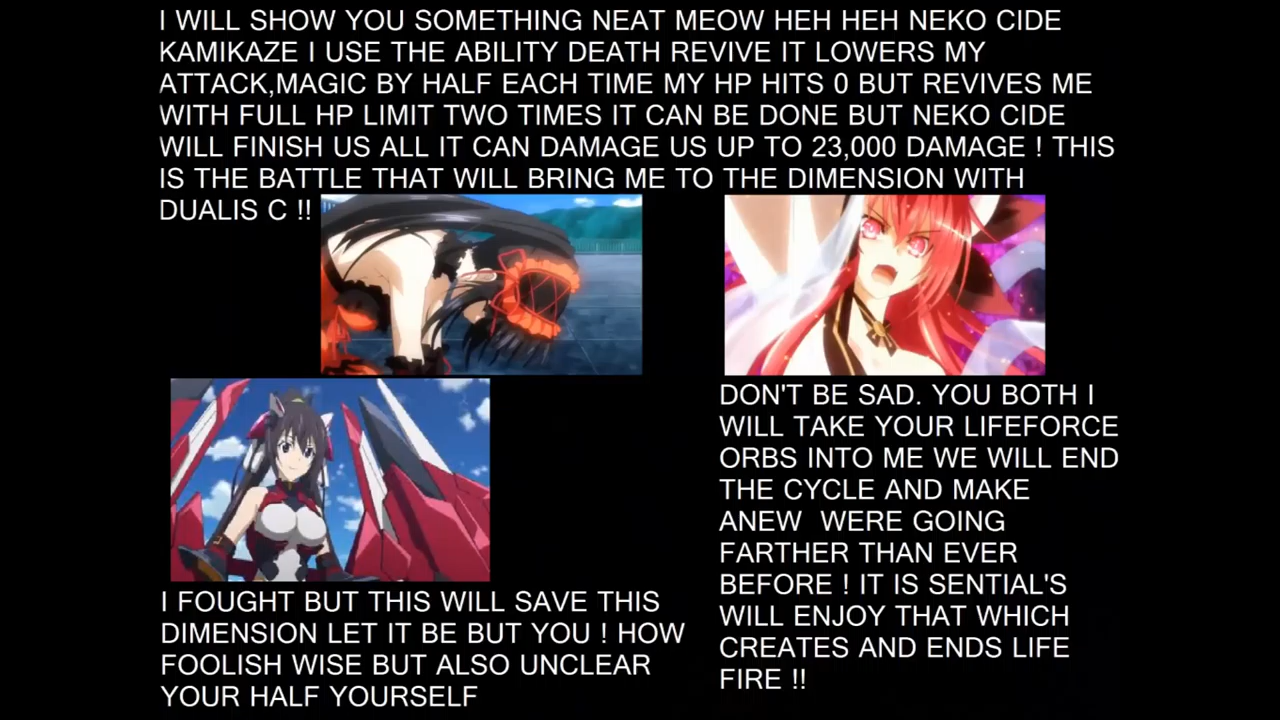 I WILL SHOW YOU SOMETHING NEAT MEOW HEH HEH NEKO CIDE
KAMIKAZE I USE THE ABILITY DEATH REVIVE IT LOWERS MY
ATTACK,MAGIC BY HALF EACH TIME MY HP HITS 0 BUT REVIVES ME
WITH FULL HP LIMIT TWO TIMES IT CAN BE DONE BUT NEKO CIDE
WILL FINISH US ALL IT CAN DAMAGE US UP TO 23,000 DAMAGE ! THIS
IS THE BATTLE THAT WILL BRING ME TO THE DIMENSION WITH
DUALIS C !!
I FOUGHT BUT THIS WILL SAVE THIS
DIMENSION LET IT BE BUT YOU ! HOW
FOOLISH WISE BUT ALSO UNCLEAR
YOUR HALF YOURSELF
DON'T BE SAD. YOU BOTH I
WILL TAKE YOUR LIFEFORCE
ORBS INTO ME WE WILL END
THE CYCLE AND MAKE
ANEW  WERE GOING
FARTHER THAN EVER
BEFORE ! IT IS SENTIAL'S
WILL ENJOY THAT WHICH
CREATES AND ENDS LIFE
FIRE !!